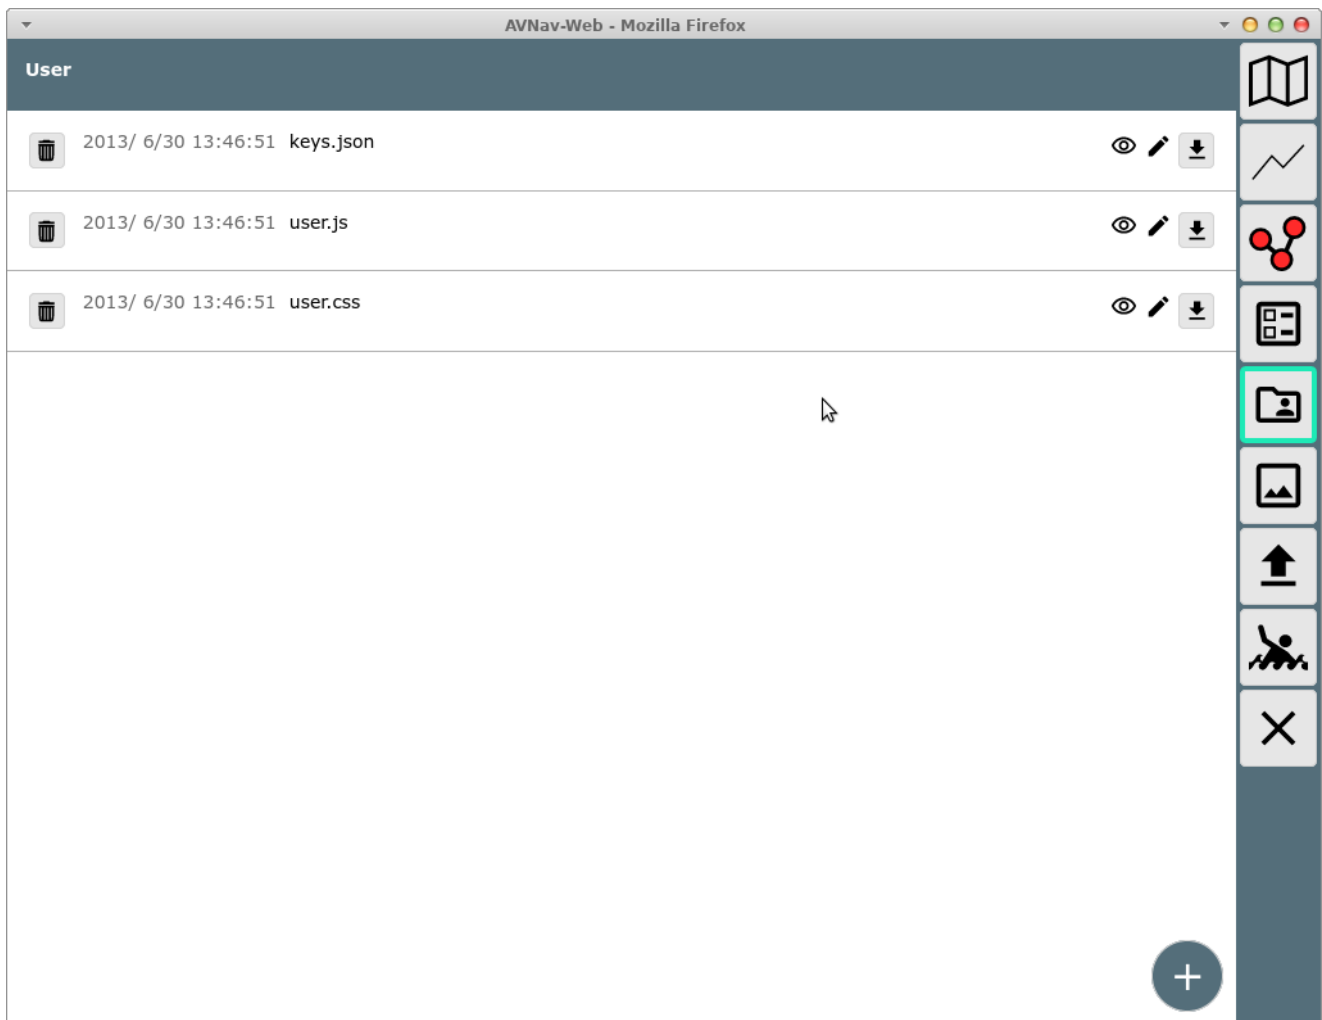 AVNav-Web - Mozilla Firefox
User
2013/ 6/30 13:46:51 keys.json
2013/ 6/30 13:46:51 user.js
2013/ 6/30 13:46:51 user.css